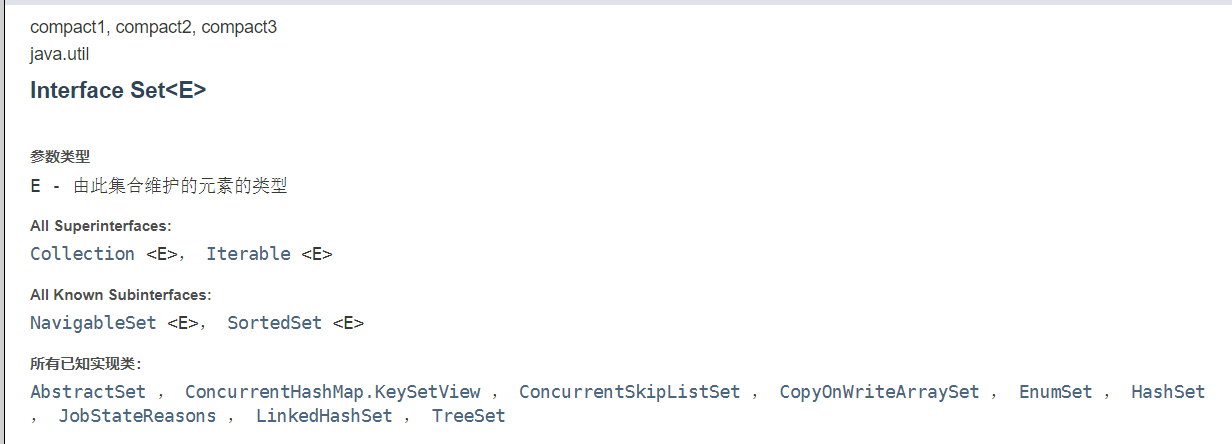 compact1, compact2, compact3
java.util
Interface Set<E>
参数类型
E - 由此集合维护的元素的类型
All Superinterfaces:
Collection <E>， Iterable <E>
All Known Subinterfaces:
NavigableSet <E>， SortedSet <E>
所有已知实现类：
AbstractSet ， ConcurrentHashMap.KeySetView ， ConcurrentSkipListSet ， CopyOnWriteArraySet ， EnumSet ， HashSet
， JobStateReasons ， LinkedHashSet ， TreeSet